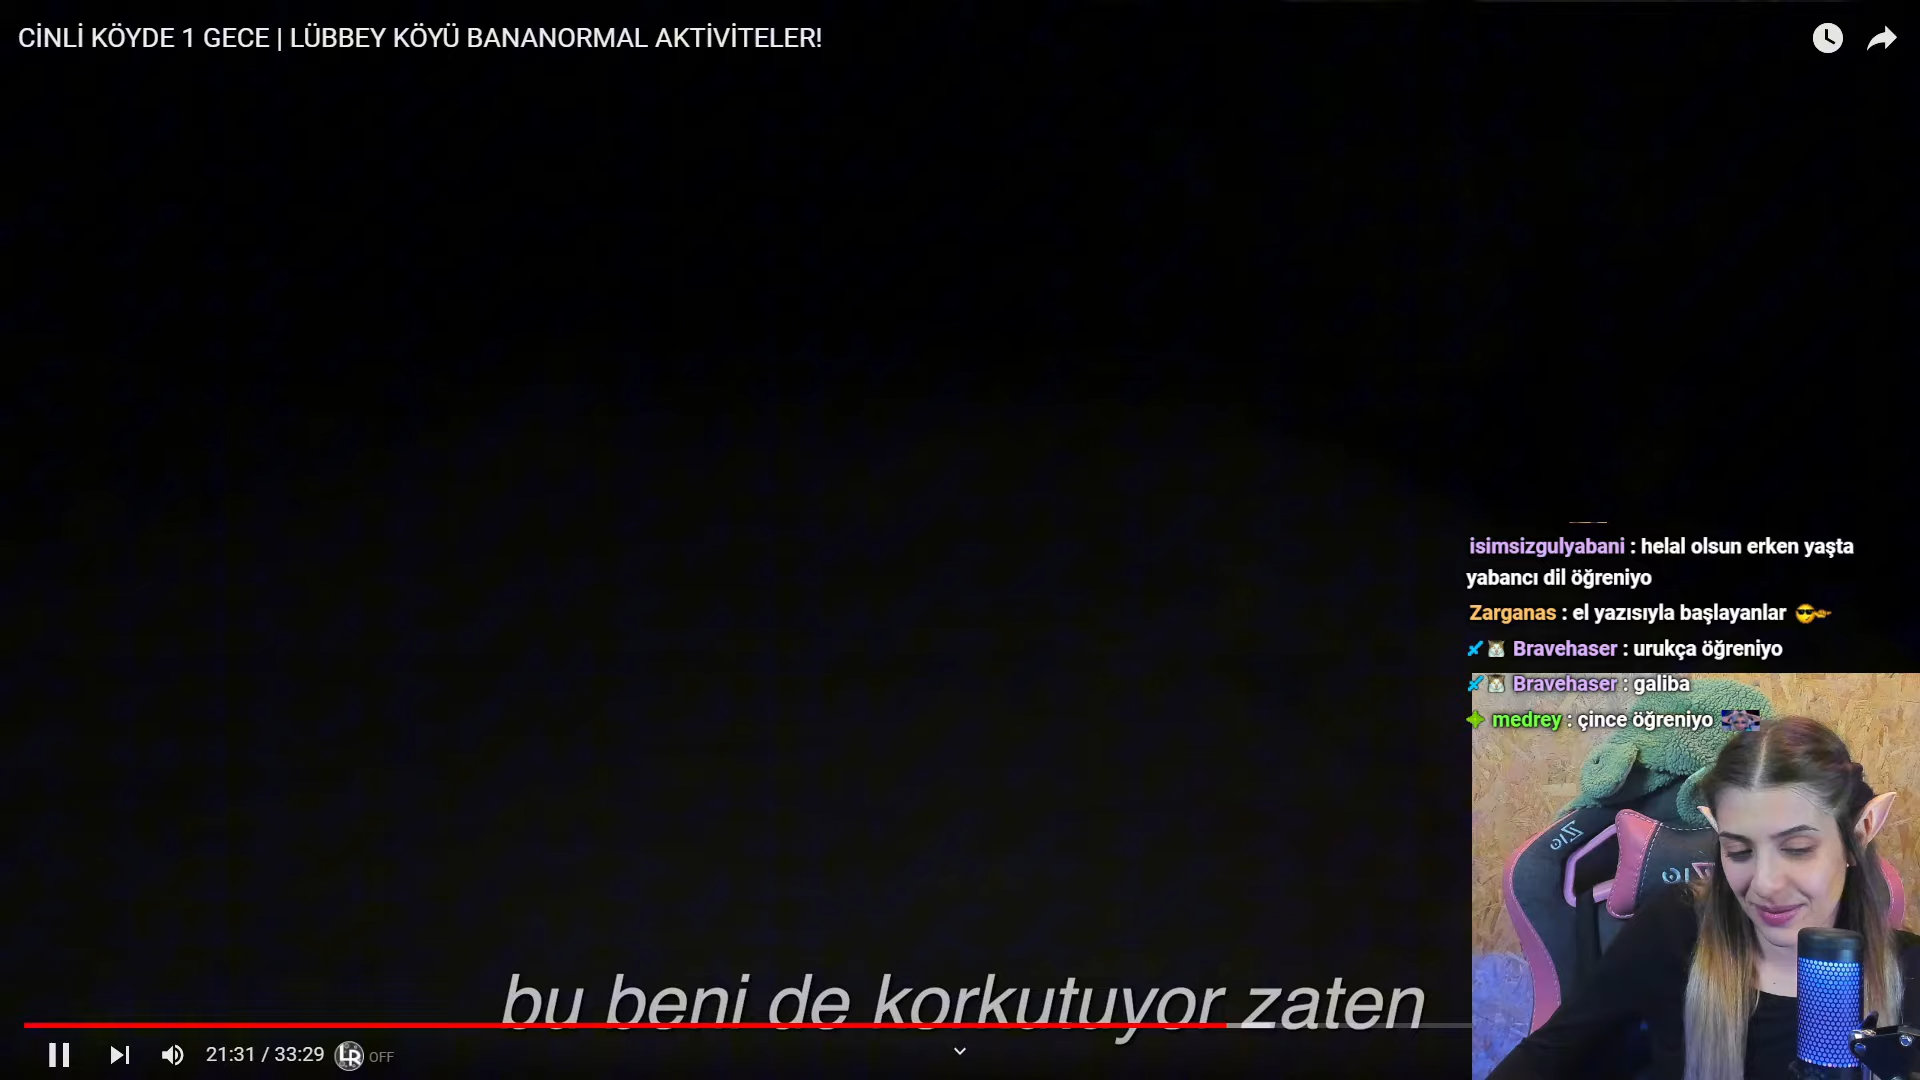 CİNLİ KÖYDE 1 GECE | LÜBBEY KÖYÜ BANANORMAL AKTİVİTELER!
isimsizgulyabani : helal olsun erken yaşta
yabancı dil öğreniyo
Zarganas : el yazısıyla başlayanlar
Bravehaser : urukça öğreniyo
Bravehaser : galiba
medrey : çince öğreniyo
bu beni de korkutuyor zaten
21:31 / 33:29 LR OFF